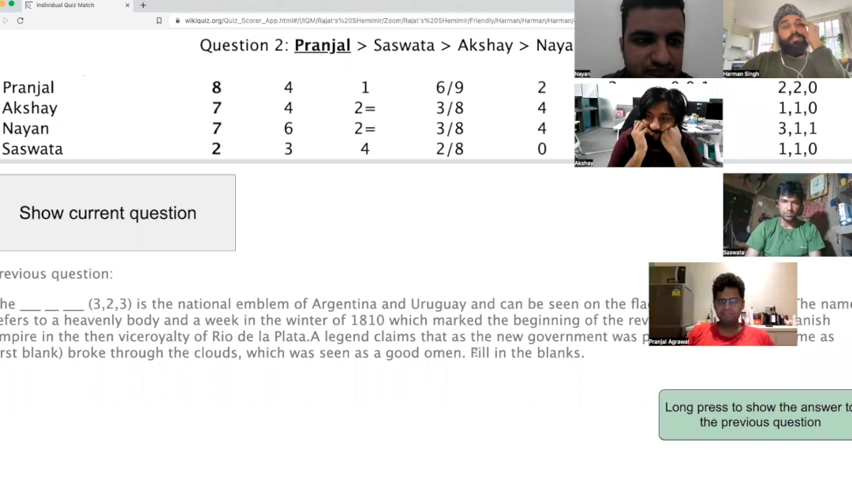 Individual Quiz Match
wikiquiz.org/Quiz_Scorer_App.html#/I/IQM/Rajat's%20SHemimlr/Zoom/Rajat's%20SHemimlr/Friendly/Harman/Harman/Harman/
Question 2: Pranjal > Saswata > Akshay > Naya
Pranjal 8 4 1 6/9 2 2,2,0
Akshay 7 4 2= 3/8 4 1,1,0
Nayan 7 6 2= 3/8 4 3,1,1
Saswata 2 3 4 2/8 0 1,1,0
Nayan
Harman Singh
Akshay
Saswata
Pranjal Agrawal
Show current question
revious question:
he ___ __ ___ (3,2,3) is the national emblem of Argentina and Uruguay and can be seen on the fla he name
efers to a heavenly body and a week in the winter of 1810 which marked the beginning of the rev anish
mpire in the then viceroyalty of Rio de la Plata.A legend claims that as the new government was p me as
rst blank) broke through the clouds, which was seen as a good omen. Fill in the blanks.
Long press to show the answer to
the previous question